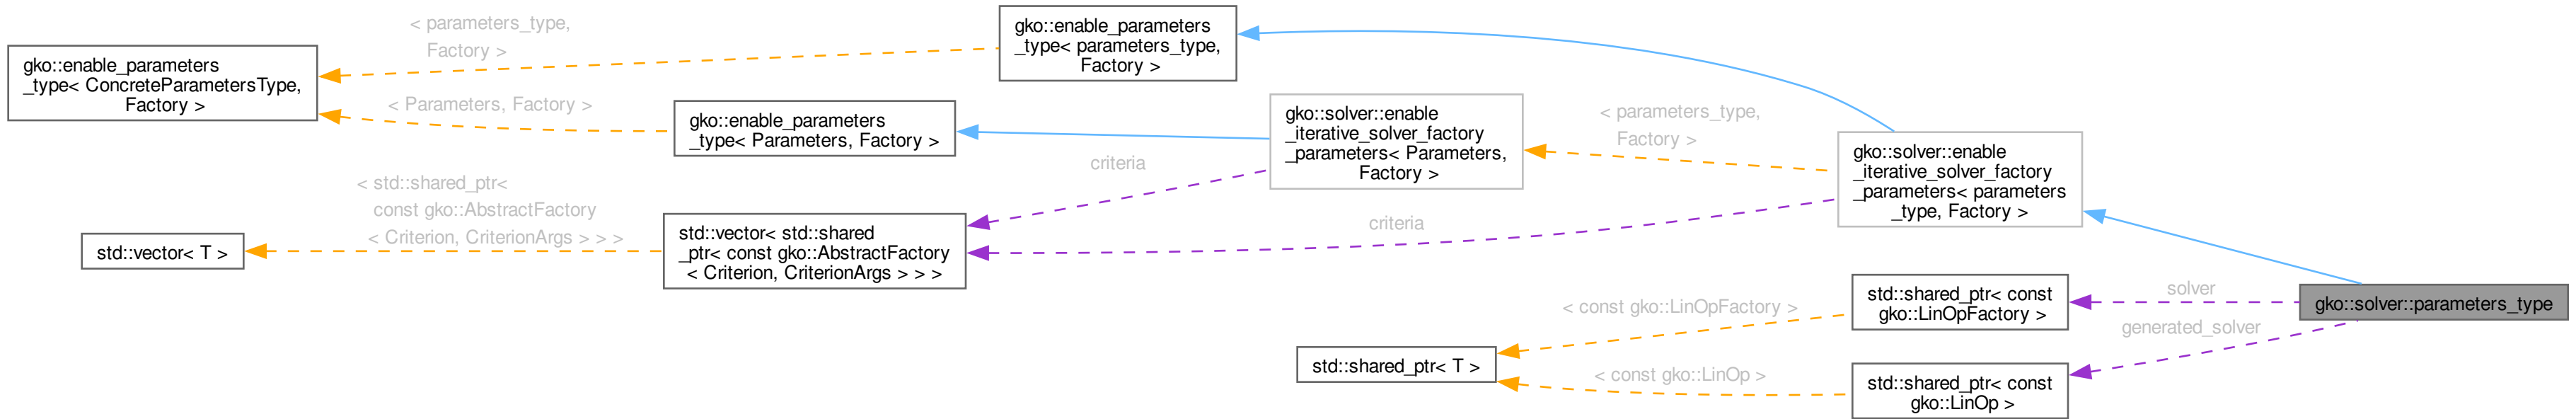 gko::enable_parameters
_type< ConcreteParametersType,
Factory >
< parameters_type,
Factory >
< Parameters, Factory >
gko::enable_parameters
_type< parameters_type,
Factory >
gko::enable_parameters
_type< Parameters, Factory >
gko::solver::enable
_iterative_solver_factory
_parameters< Parameters,
Factory >
< parameters_type,
Factory >
gko::solver::enable
_iterative_solver_factory
_parameters< parameters
_type, Factory >
criteria
criteria
std::vector< T >
< std::shared_ptr<
const gko::AbstractFactory
< Criterion, CriterionArgs > > >
std::vector< std::shared
_ptr< const gko::AbstractFactory
< Criterion, CriterionArgs > > >
std::shared_ptr< T >
< const gko::LinOpFactory >
< const gko::LinOp >
std::shared_ptr< const
gko::LinOpFactory >
std::shared_ptr< const
gko::LinOp >
solver
generated_solver
gko::solver::parameters_type